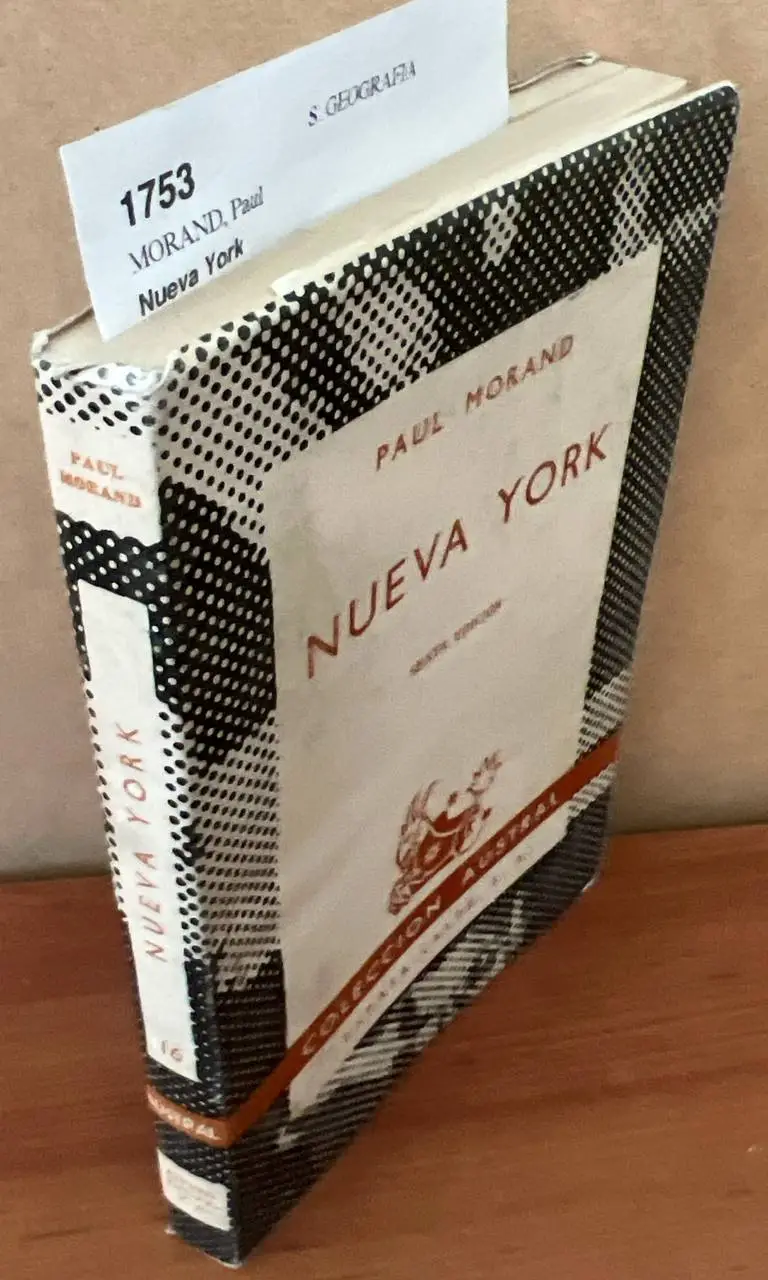 S. GEOGRAFIA
1753
MORAND, Paul
Nueva York
PAUL MORAND
NUEVA YORK
COLECCION AUSTRAL
PAUL
MORAND
NUEVA YORK
16
AUSTRAL